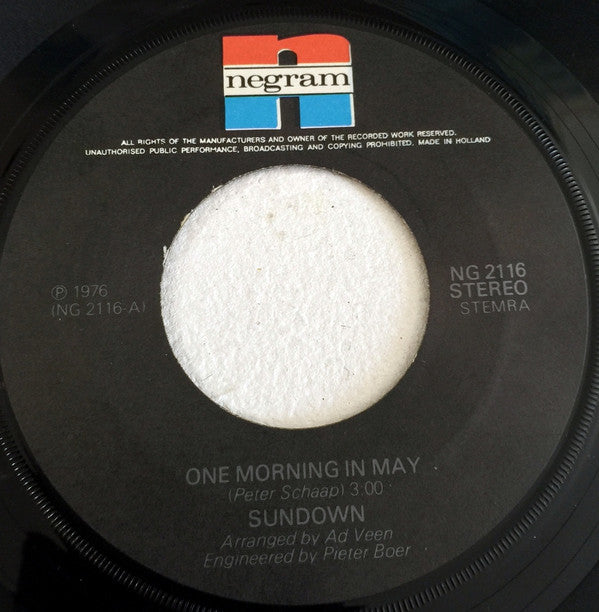 negram
ALL RIGHTS OF THE MANUFACTURERS AND OWNER OF THE RECORDED WORK RESERVED.
UNAUTHORISED PUBLIC PERFORMANCE, BROADCASTING AND COPYING PROHIBITED. MADE IN HOLLAND
℗ 1976
(NG 2116-A)
NG 2116
STEREO
STEMRA
ONE MORNING IN MAY
(Peter Schaap) 3:00
SUNDOWN
Arranged by Ad Veen
Engineered by Pieter Boer